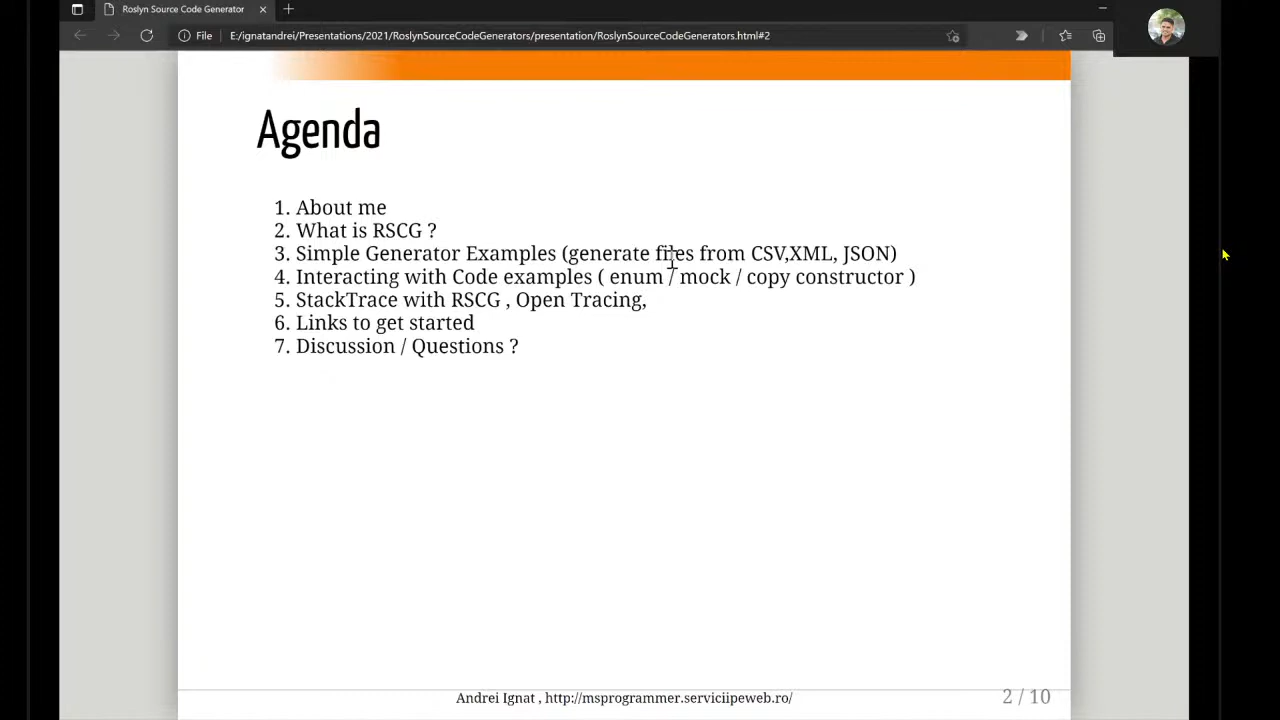 Roslyn Source Code Generator
File E:/ignatandrei/Presentations/2021/RoslynSourceCodeGenerators/presentation/RoslynSourceCodeGenerators.html#2
Agenda
1. About me
2. What is RSCG ?
3. Simple Generator Examples (generate files from CSV,XML, JSON)
4. Interacting with Code examples ( enum / mock / copy constructor )
5. StackTrace with RSCG , Open Tracing,
6. Links to get started
7. Discussion / Questions ?
Andrei Ignat , http://msprogrammer.serviciipeweb.ro/
2 / 10